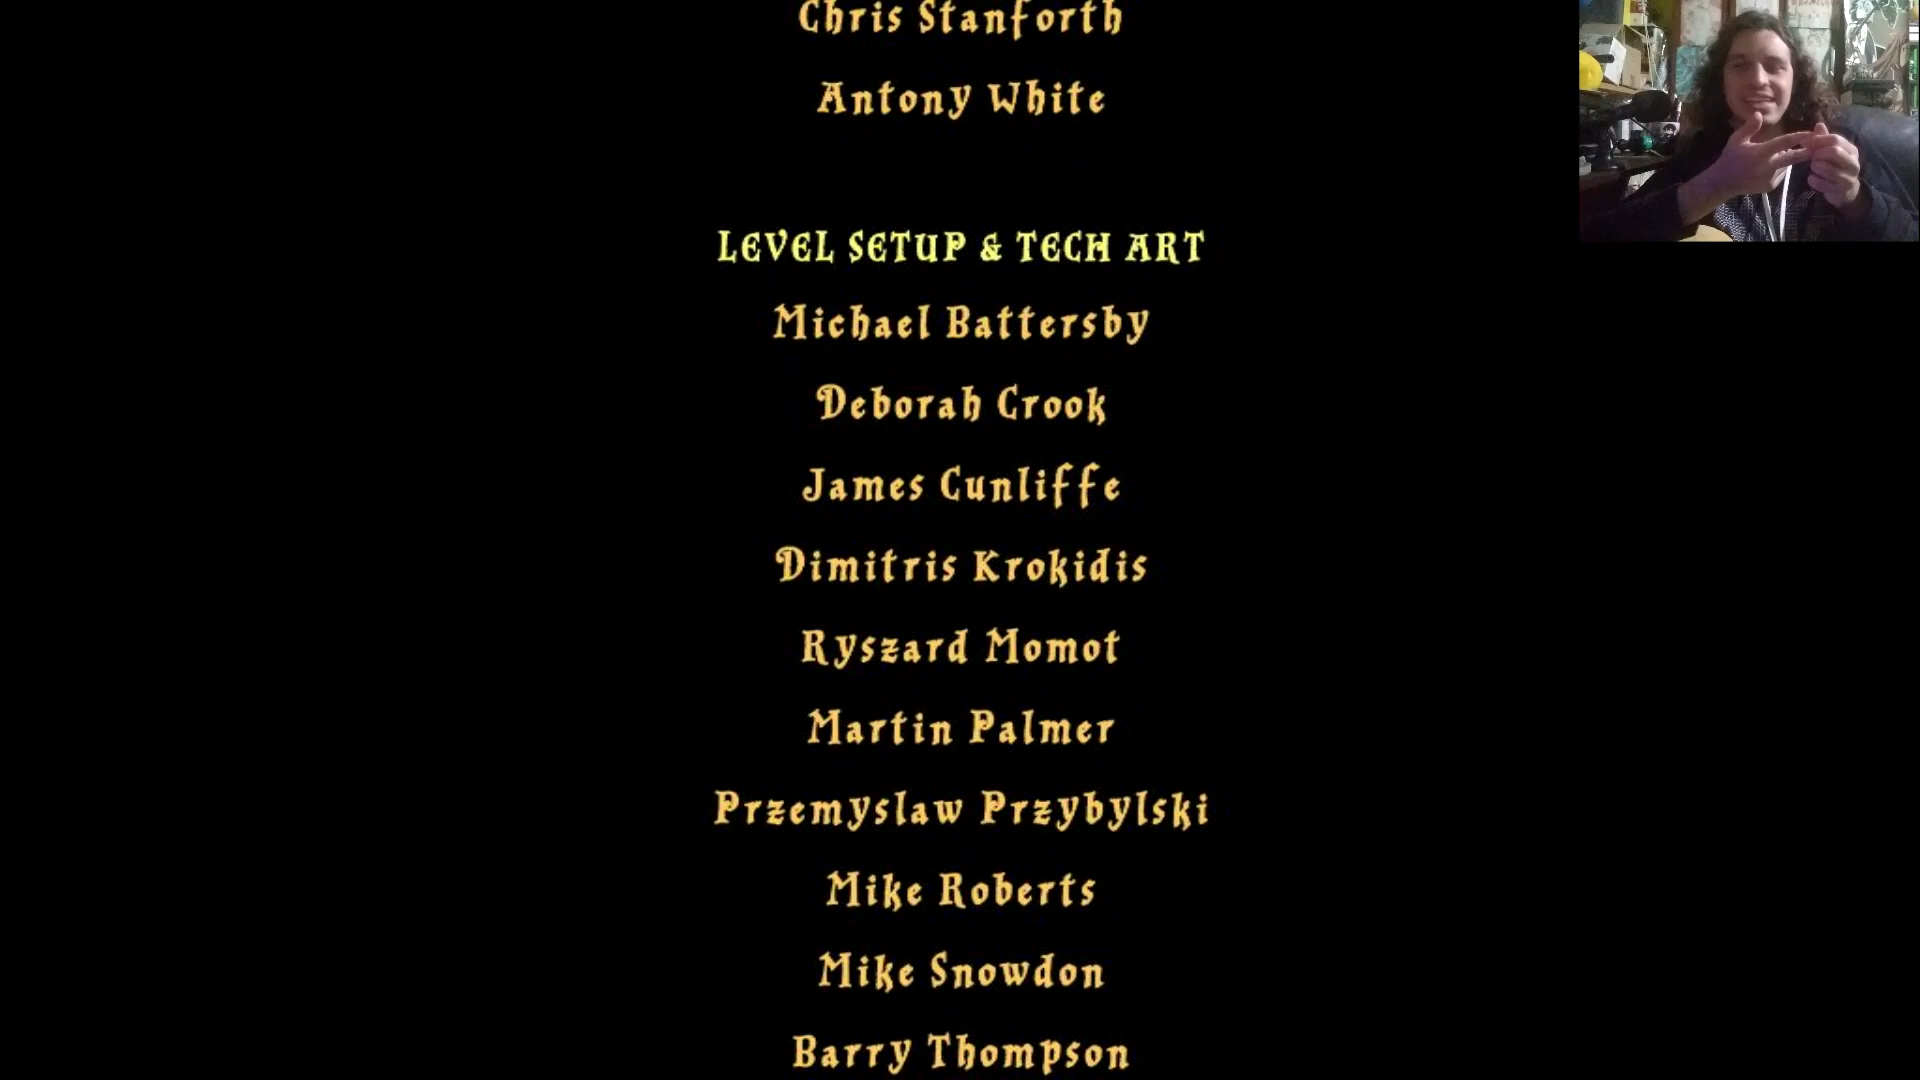 Chris Stanforth
Antony White
LEVEL SETUP & TECH ART
Michael Battersby
Deborah Crook
James Cunliffe
Dimitris Krokidis
Ryszard Momot
Martin Palmer
Przemyslaw Przybylski
Mike Roberts
Mike Snowdon
Barry Thompson